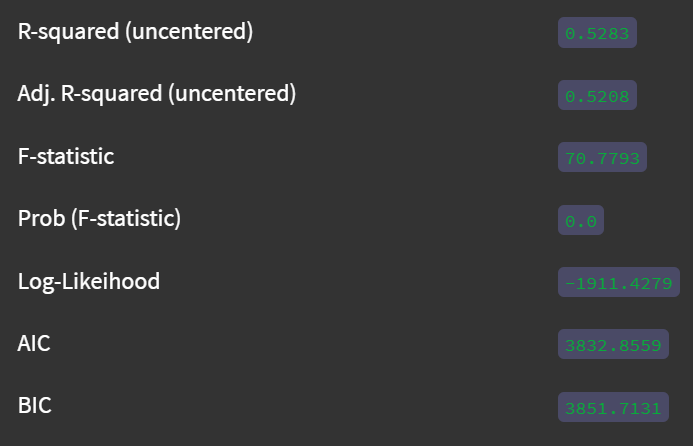 R-squared (uncentered) 0.5283
Adj. R-squared (uncentered) 0.5208
F-statistic 70.7793
Prob (F-statistic) 0.0
Log-Likeihood -1911.4279
AIC 3832.8559
BIC 3851.7131